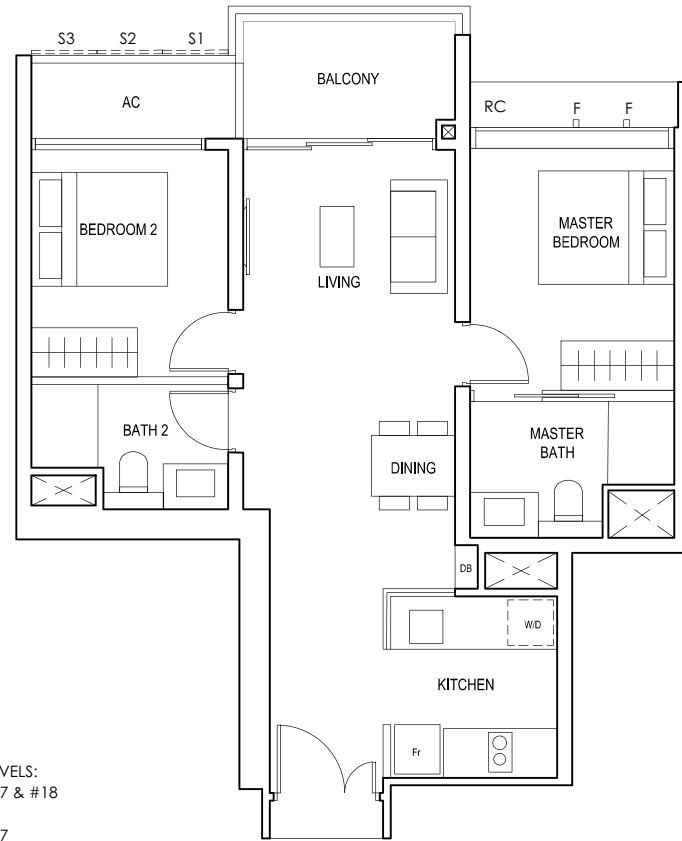 S3 S2 S1
BALCONY
AC
RC F F
BEDROOM 2
MASTER
BEDROOM
LIVING
BATH 2
MASTER
BATH
DINING
DB
W/D
KITCHEN
Fr
VELS:
7 & #18
7